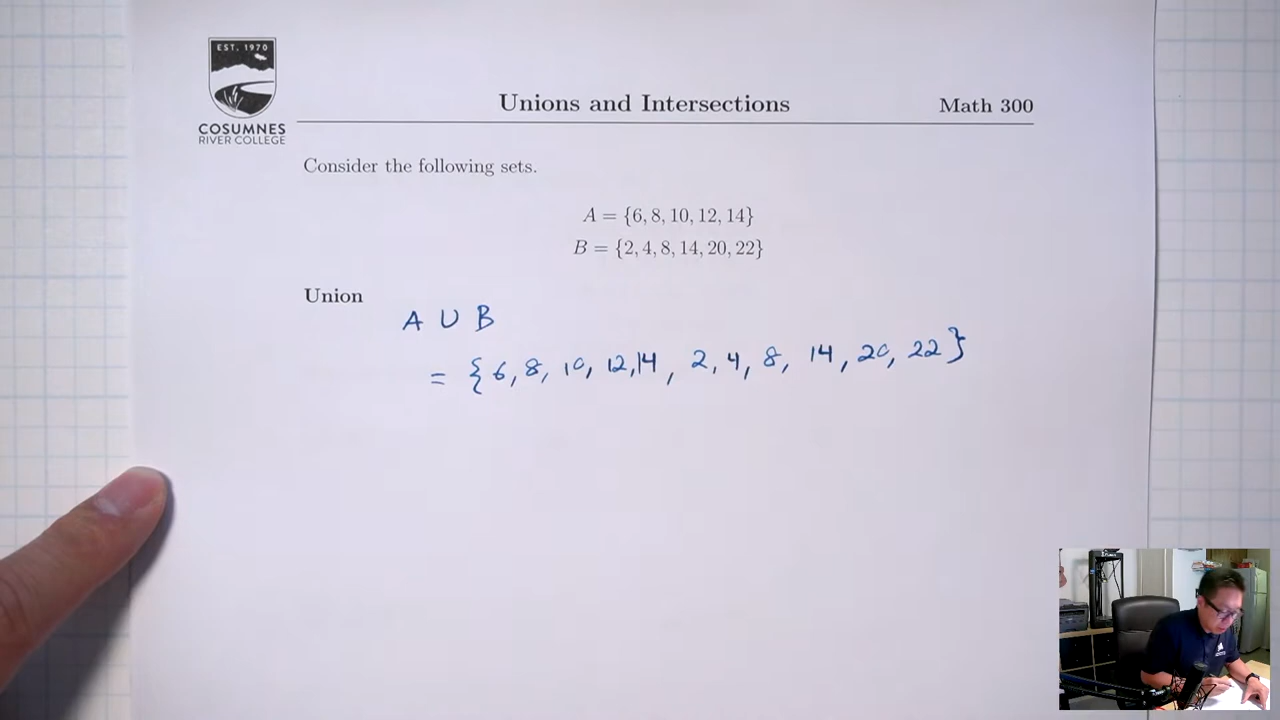 EST. 1970
COSUMNES
RIVER COLLEGE
Unions and Intersections
Math 300
Consider the following sets.
A = {6, 8, 10, 12, 14}
B = {2, 4, 8, 14, 20, 22}
Union
A ∪ B
= {6, 8, 10, 12, 14, 2, 4, 8, 14, 20, 22}